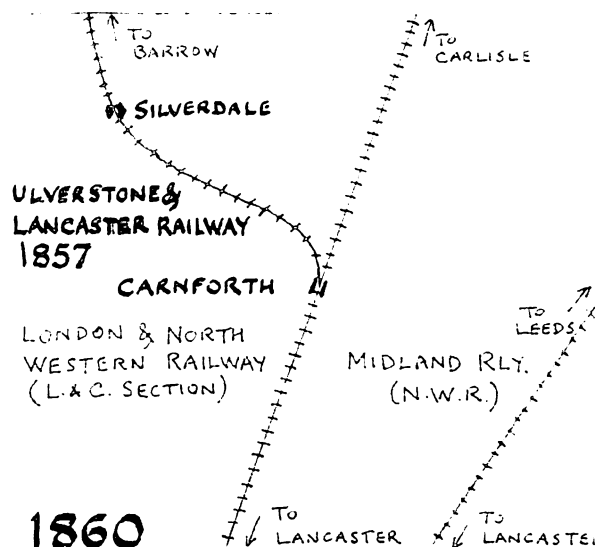 TO
BARROW
TO
CARLISLE
SILVERDALE
ULVERSTONE &
LANCASTER RAILWAY
1857
CARNFORTH
LONDON & NORTH
WESTERN RAILWAY
(L. & C. SECTION)
TO
LEEDS
MIDLAND RLY.
(N.W.R.)
1860
TO
LANCASTER
TO
LANCASTER